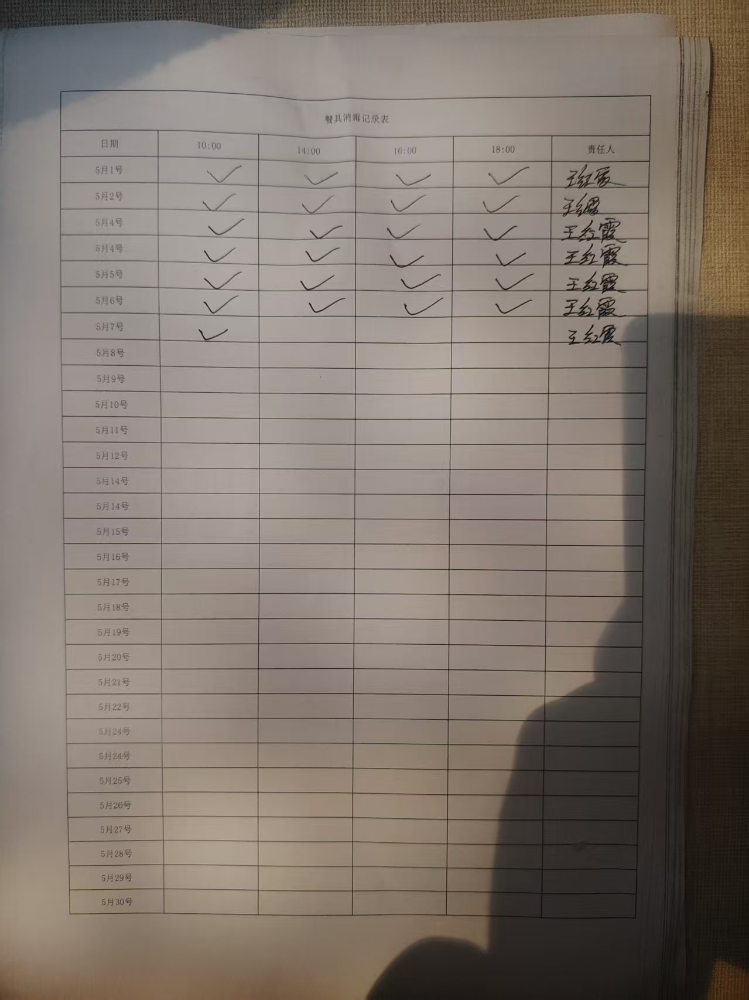 餐具消毒记录表
日期 10:00 14:00 16:00 18:00 责任人
5月1号 ✓ ✓ ✓ ✓ 王红霞
5月2号 ✓ ✓ ✓ ✓ 王红霞
5月4号 ✓ ✓ ✓ ✓ 王红霞
5月4号 ✓ ✓ ✓ ✓ 王红霞
5月5号 ✓ ✓ ✓ ✓ 王红霞
5月6号 ✓ ✓ ✓ ✓ 王红霞
5月7号 ✓ 王红霞
5月8号
5月9号
5月10号
5月11号
5月12号
5月14号
5月14号
5月15号
5月16号
5月17号
5月18号
5月19号
5月20号
5月21号
5月22号
5月24号
5月24号
5月25号
5月26号
5月27号
5月28号
5月29号
5月30号